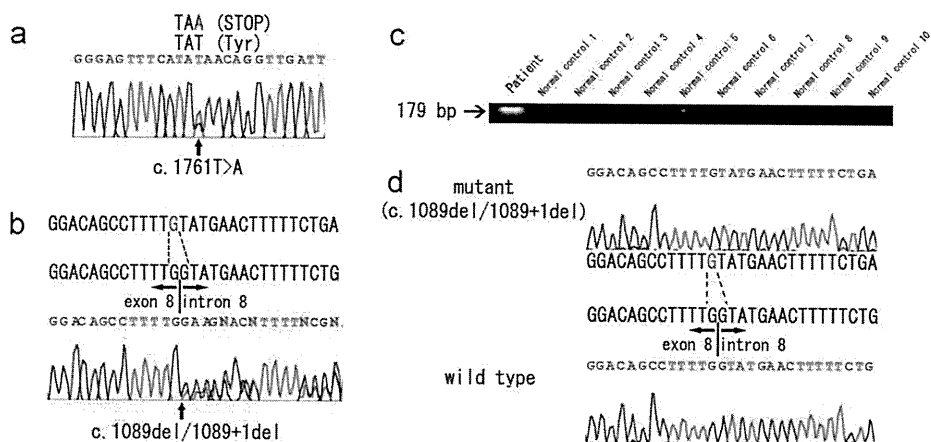 a
TAA (STOP)
TAT (Tyr)
GGGAGTTTCATATAACAGGTTGATT
c.1761T>A
b
GGACAGCCTTTTGTATGAACTTTTTCTGA
GGACAGCCTTTTGGTATGAACTTTTTCTG
exon 8 intron 8
GGACAGCCTTTTGGAAGNACNTTTTNCGN
c.1089del/1089+1del
c
Patient
Normal control 1
Normal control 2
Normal control 3
Normal control 4
Normal control 5
Normal control 6
Normal control 7
Normal control 8
Normal control 9
Normal control 10
179 bp
d
mutant
(c.1089del/1089+1del)
GGACAGCCTTTTGTATGAACTTTTTCTGA
GGACAGCCTTTTGTATGAACTTTTTCTGA
GGACAGCCTTTTGGTATGAACTTTTTCTG
exon 8 intron 8
wild type
GGACAGCCTTTTGGTATGAACTTTTTCTG